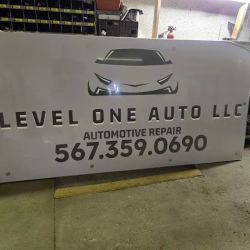 LEVEL ONE AUTO LLC
AUTOMOTIVE REPAIR
567.359.0690